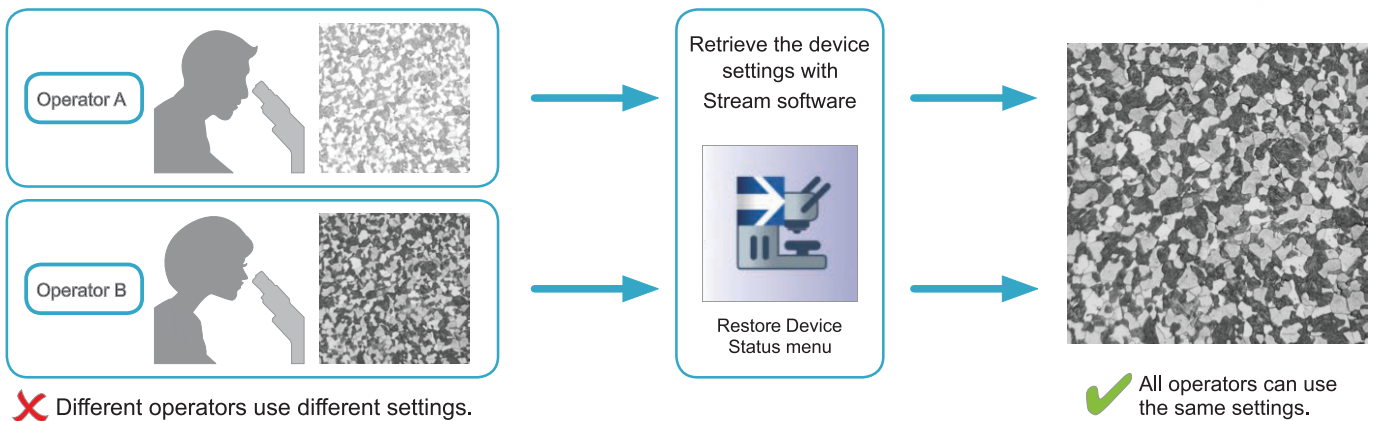 Operator A
Operator B
Different operators use different settings.
Retrieve the device
settings with
Stream software
Restore Device
Status menu
All operators can use
the same settings.